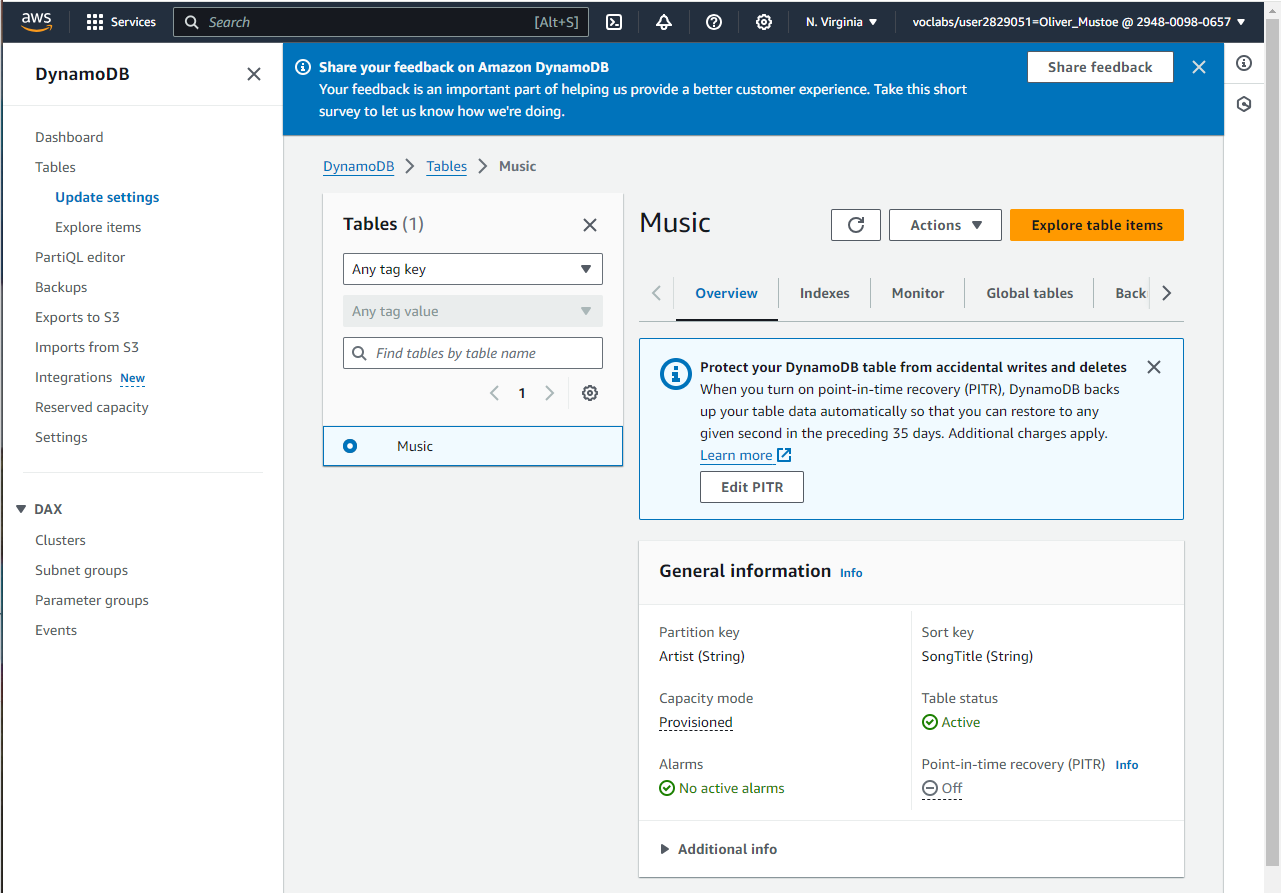 aws
Services
Search
[Alt+S]
N. Virginia
voclabs/user2829051=Oliver_Mustoe @ 2948-0098-0657
DynamoDB
Dashboard
Tables
Update settings
Explore items
PartiQL editor
Backups
Exports to S3
Imports from S3
Integrations New
Reserved capacity
Settings
DAX
Clusters
Subnet groups
Parameter groups
Events
Share your feedback on Amazon DynamoDB
Your feedback is an important part of helping us provide a better customer experience. Take this short
survey to let us know how we're doing.
Share feedback
DynamoDB
Tables
Music
Tables (1)
Any tag key
Any tag value
Find tables by table name
1
Music
Music
Actions
Explore table items
Overview
Indexes
Monitor
Global tables
Back
Protect your DynamoDB table from accidental writes and deletes
When you turn on point-in-time recovery (PITR), DynamoDB backs
up your table data automatically so that you can restore to any
given second in the preceding 35 days. Additional charges apply.
Learn more
Edit PITR
General information Info
Partition key
Artist (String)
Sort key
SongTitle (String)
Capacity mode
Provisioned
Table status
Active
Alarms
No active alarms
Point-in-time recovery (PITR) Info
Off
Additional info